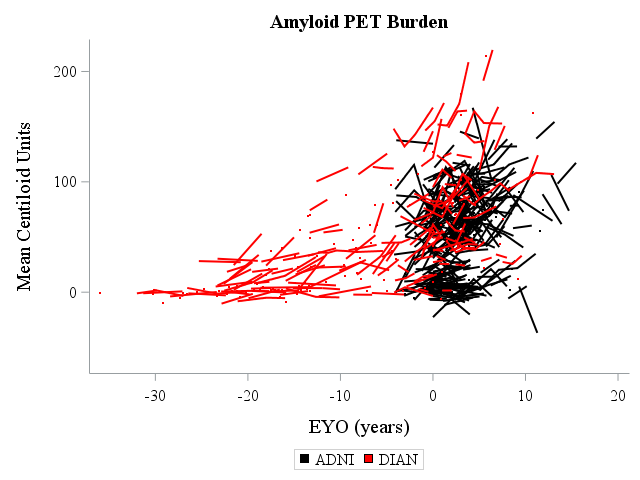 Amyloid PET Burden
Mean Centiloid Units
200
100
0
-30
-20
-10
0
10
20
EYO (years)
ADNI
DIAN